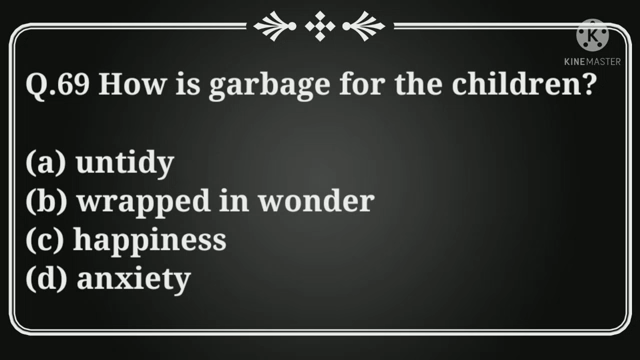 K
KINEMASTER
Q.69 How is garbage for the children?
(a) untidy
(b) wrapped in wonder
(c) happiness
(d) anxiety